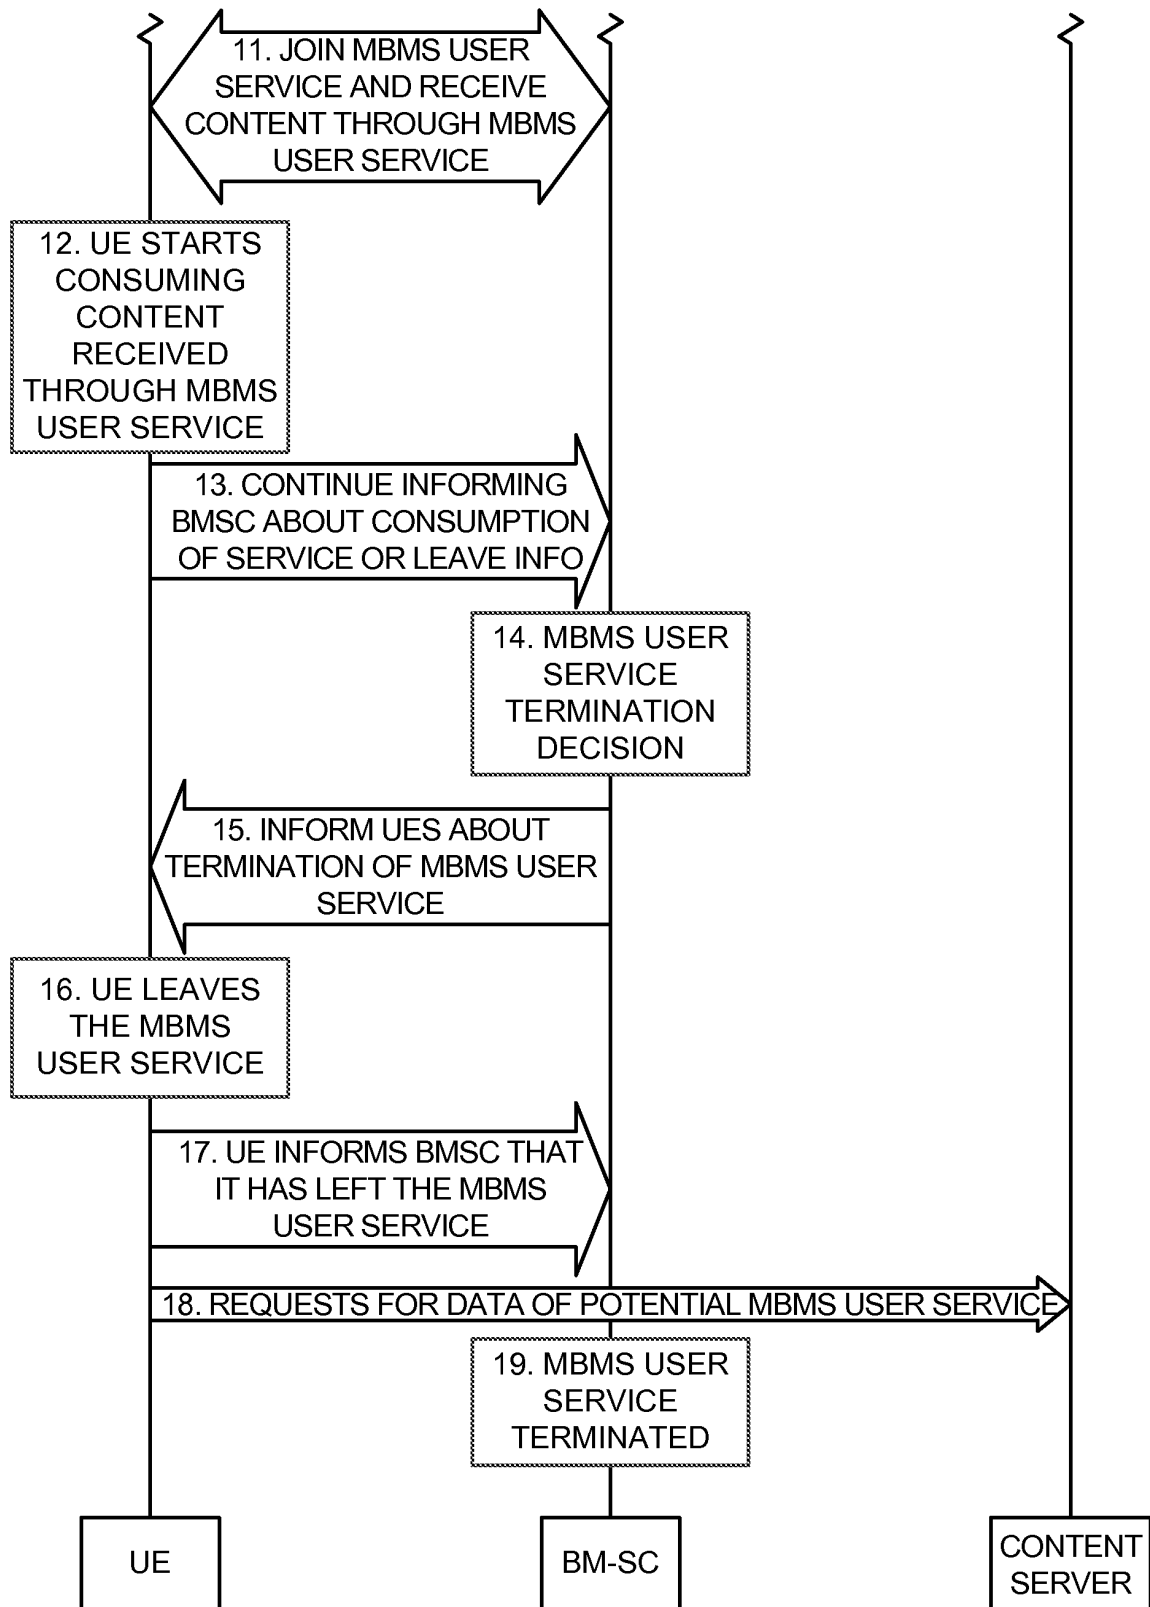 11. JOIN MBMS USER
SERVICE AND RECEIVE
CONTENT THROUGH MBMS
USER SERVICE
12. UE STARTS
CONSUMING
CONTENT
RECEIVED
THROUGH MBMS
USER SERVICE
13. CONTINUE INFORMING
BMSC ABOUT CONSUMPTION
OF SERVICE OR LEAVE INFO
14. MBMS USER
SERVICE
TERMINATION
DECISION
15. INFORM UES ABOUT
TERMINATION OF MBMS USER
SERVICE
16. UE LEAVES
THE MBMS
USER SERVICE
17. UE INFORMS BMSC THAT
IT HAS LEFT THE MBMS
USER SERVICE
18. REQUESTS FOR DATA OF POTENTIAL MBMS USER SERVICE
19. MBMS USER
SERVICE
TERMINATED
UE
BM-SC
CONTENT
SERVER